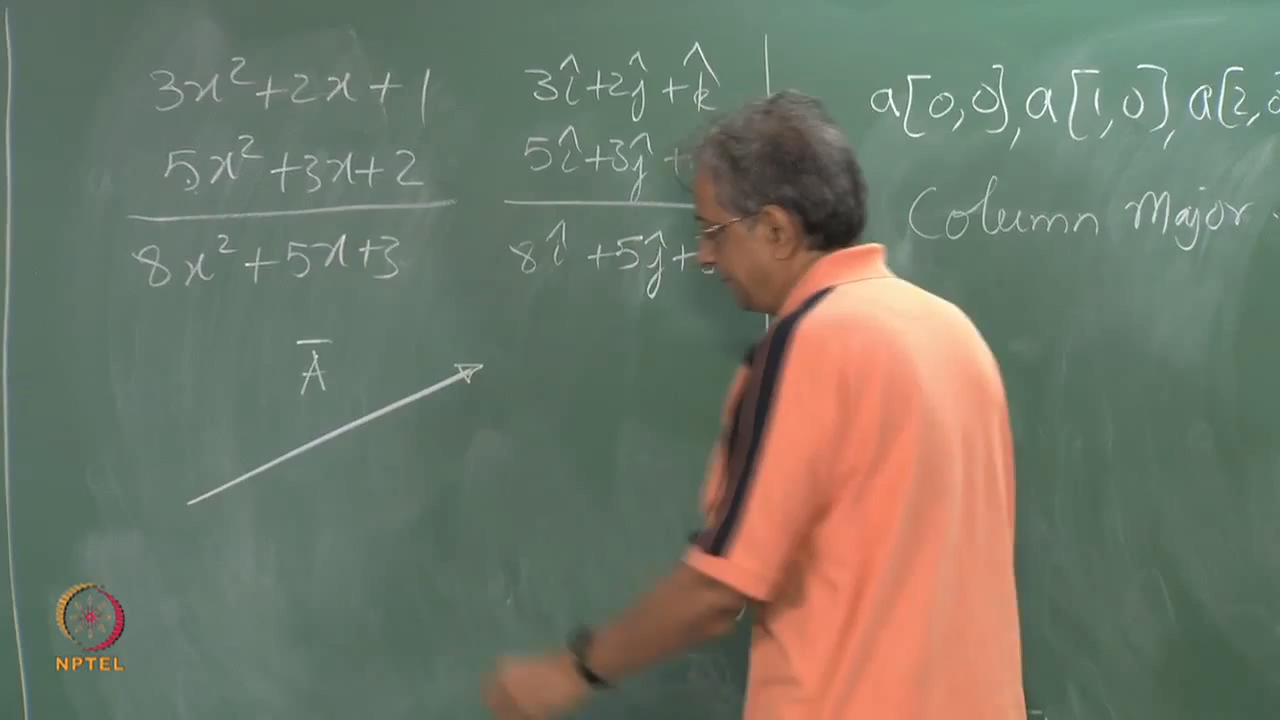 3x² + 2x + 1
5x² + 3x + 2
8x² + 5x + 3
3î + 2ĵ + k̂
5î + 3ĵ +
8î + 5ĵ +
Ā
a[0,0], a[1,0], a[2,
Column Major
NPTEL